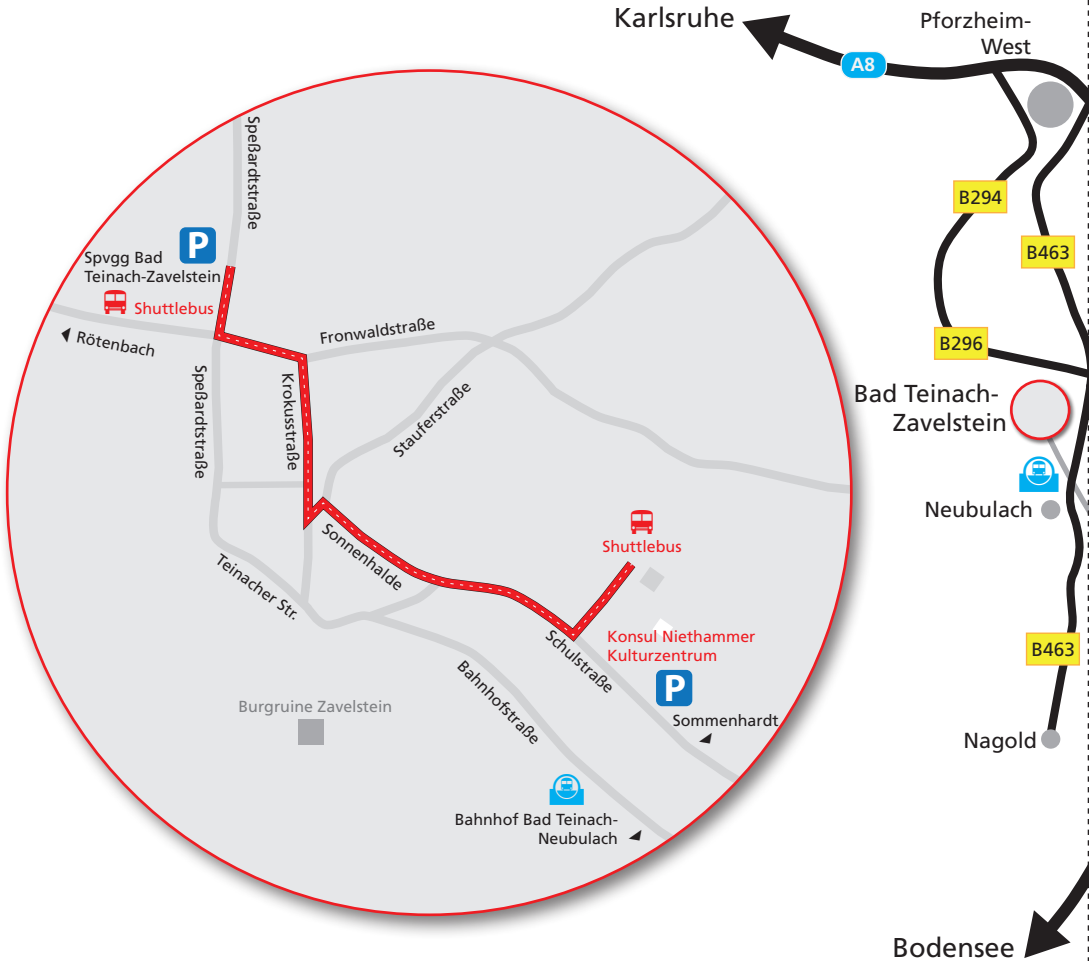 Karlsruhe
Pforzheim-
West
A8
B294
B463
B296
Bad Teinach-
Zavelstein
Neubulach
B463
Nagold
Bodensee
Speßardtstraße
P
Spvgg Bad
Teinach-Zavelstein
Shuttlebus
Rötenbach
Fronwaldstraße
Speßardtstraße
Krokusstraße
Stauferstraße
Sonnenhalde
Teinacher Str.
Shuttlebus
Konsul Niethammer
Kulturzentrum
Schulstraße
P
Sommenhardt
Bahnhofstraße
Burgruine Zavelstein
Bahnhof Bad Teinach-
Neubulach